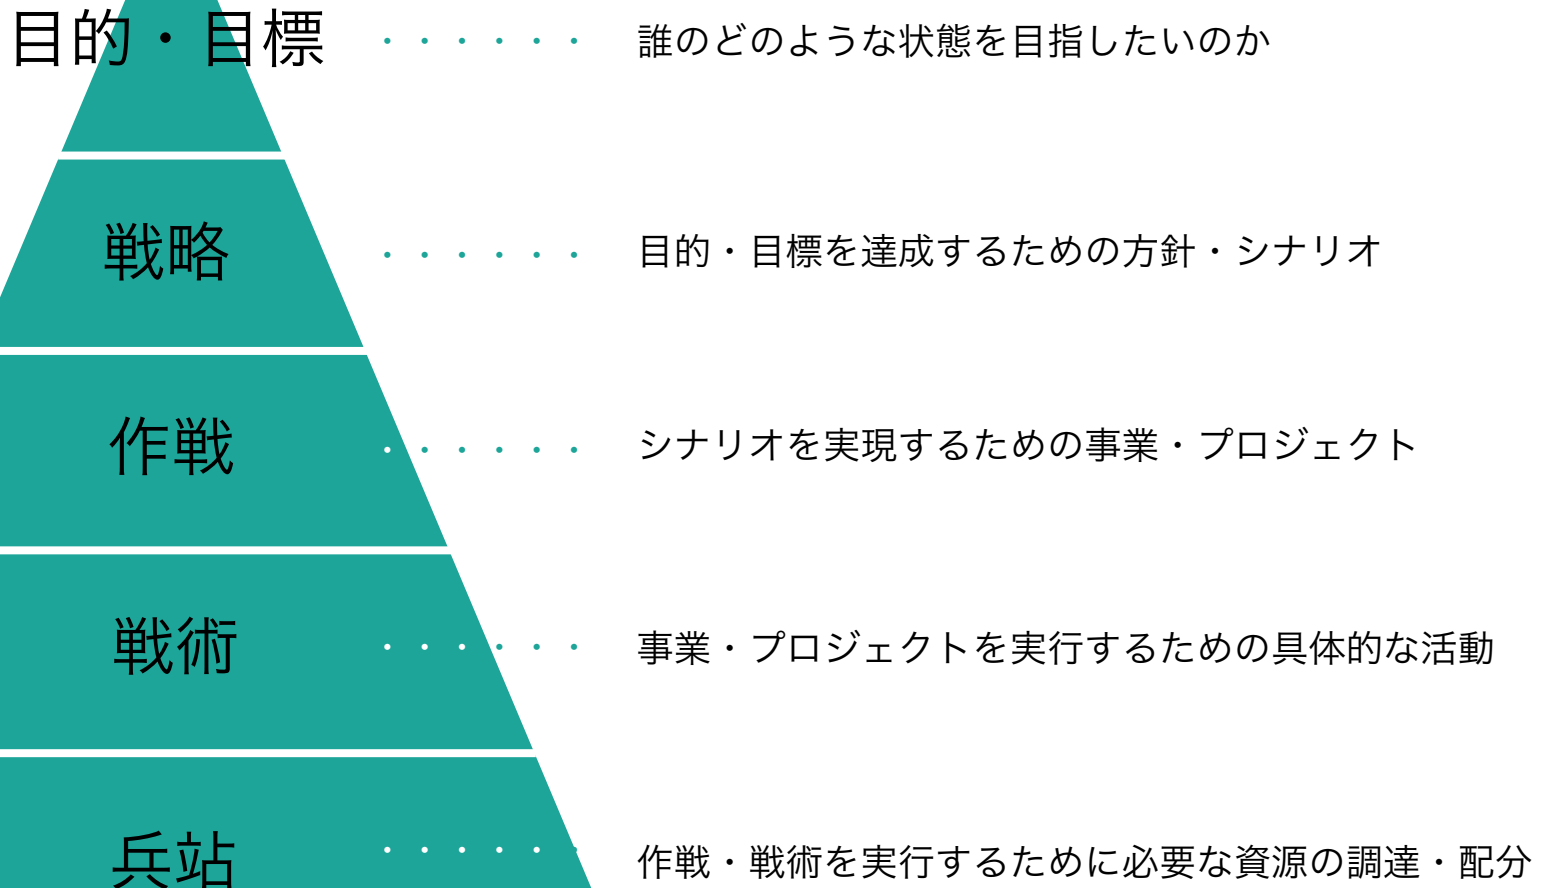 目的・目標
誰のどのような状態を目指したいのか
戦略
目的・目標を達成するための方針・シナリオ
作戦
シナリオを実現するための事業・プロジェクト
戦術
事業・プロジェクトを実行するための具体的な活動
兵站
作戦・戦術を実行するために必要な資源の調達・配分